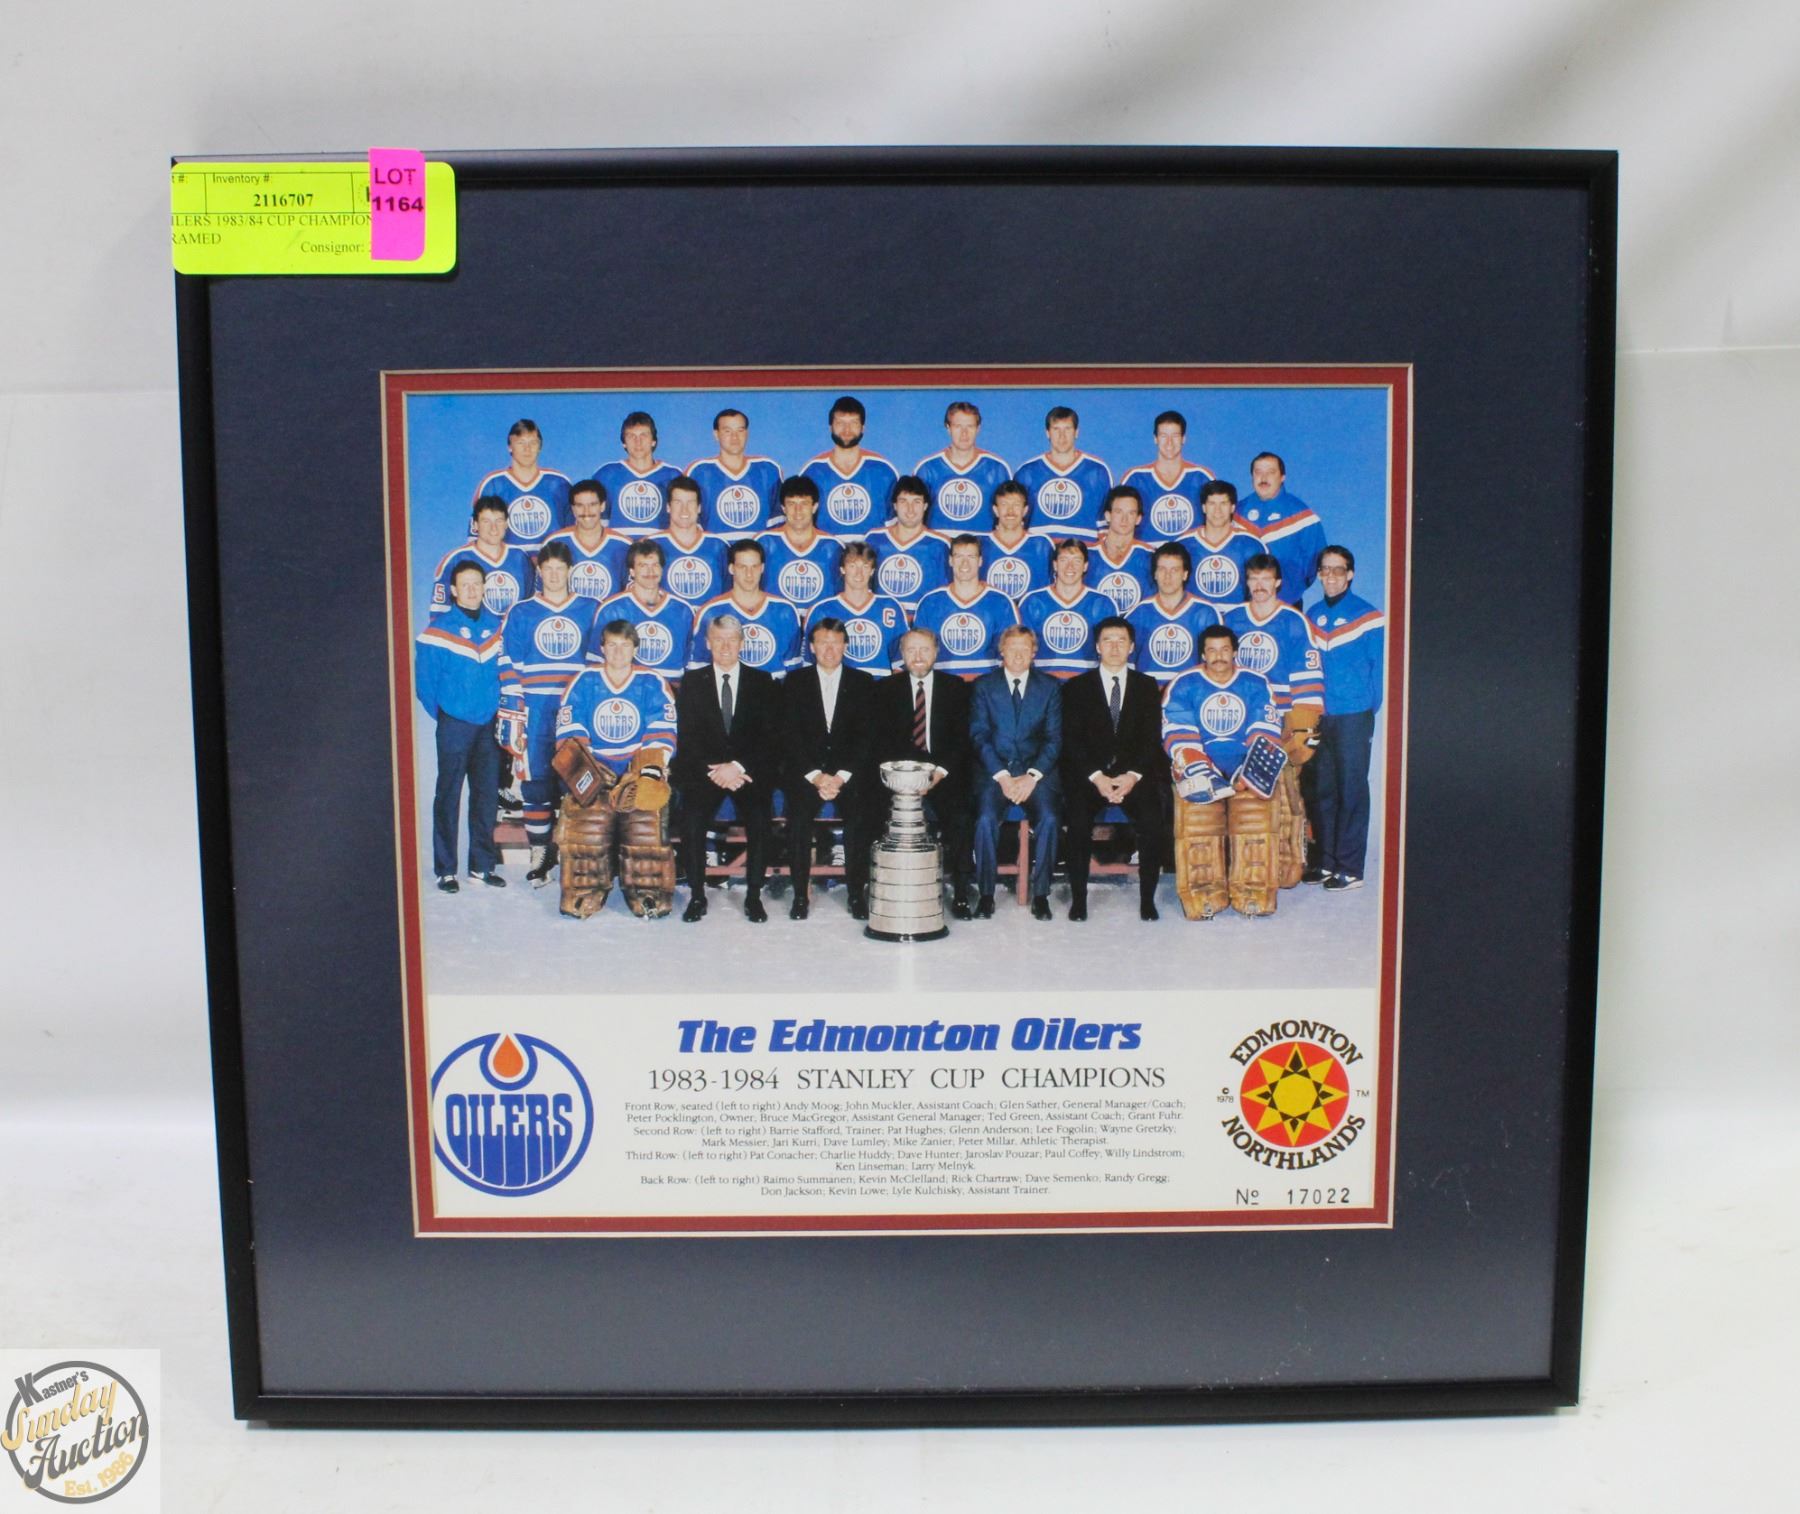 Inventory #:
2116707
ILERS 1983/84 CUP CHAMPION
RAMED
Consignor:
LOT
1164
The Edmonton Oilers
1983-1984 STANLEY CUP CHAMPIONS
Front Row, seated (left to right) Andy Moog; John Muckler, Assistant Coach; Glen Sather, General Manager/Coach;
Peter Pocklington, Owner; Bruce MacGregor, Assistant General Manager; Ted Green, Assistant Coach; Grant Fuhr.
Second Row: (left to right) Barrie Stafford, Trainer; Pat Hughes; Glenn Anderson; Lee Fogolin; Wayne Gretzky;
Mark Messier; Jari Kurri; Dave Lumley; Mike Zanier; Peter Millar, Athletic Therapist.
Third Row: (left to right) Pat Conacher; Charlie Huddy; Dave Hunter; Jaroslav Pouzar; Paul Coffey; Willy Lindstrom;
Ken Linseman; Larry Melnyk.
Back Row: (left to right) Raimo Summanen; Kevin McClelland; Rick Chartraw; Dave Semenko; Randy Gregg;
Don Jackson; Kevin Lowe; Lyle Kulchisky, Assistant Trainer.
OILERS
EDMONTON
© 1978
TM
NORTHLANDS
Nº 17022
Kastner's
Sunday
Auction
Est. 1986